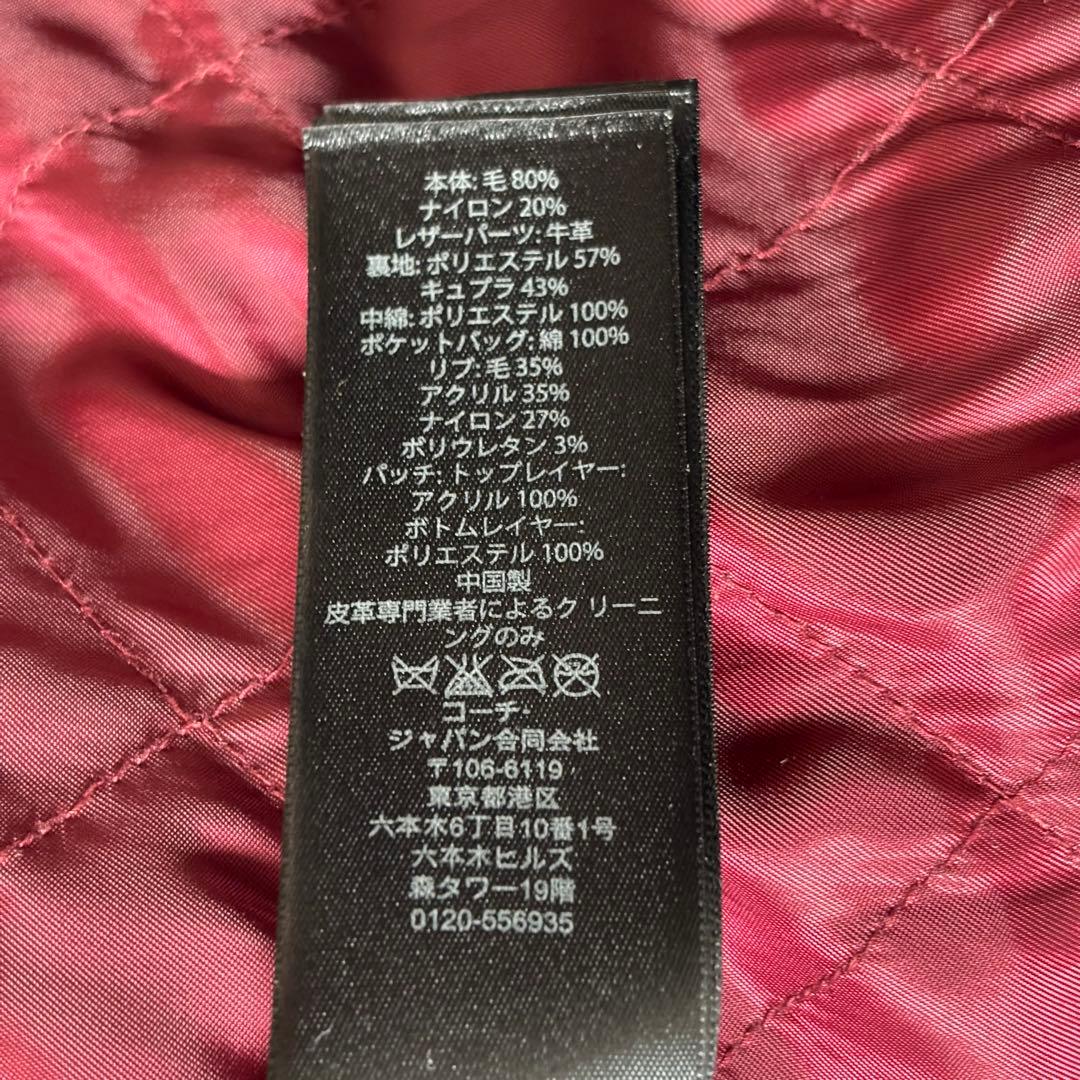 本体: 毛 80%
ナイロン 20%
レザーパーツ: 牛革
裏地: ポリエステル 57%
キュプラ 43%
中綿: ポリエステル 100%
ポケットバッグ: 綿 100%
リブ: 毛 35%
アクリル 35%
ナイロン 27%
ポリウレタン 3%
パッチ: トップレイヤー:
アクリル 100%
ボトムレイヤー:
ポリエステル 100%
中国製
皮革専門業者によるク リーニ
ングのみ
コーチ·
ジャパン合同会社
〒106-6119
東京都港区
六本木6丁目10番1号
六本木ヒルズ
森タワー19階
0120-556935